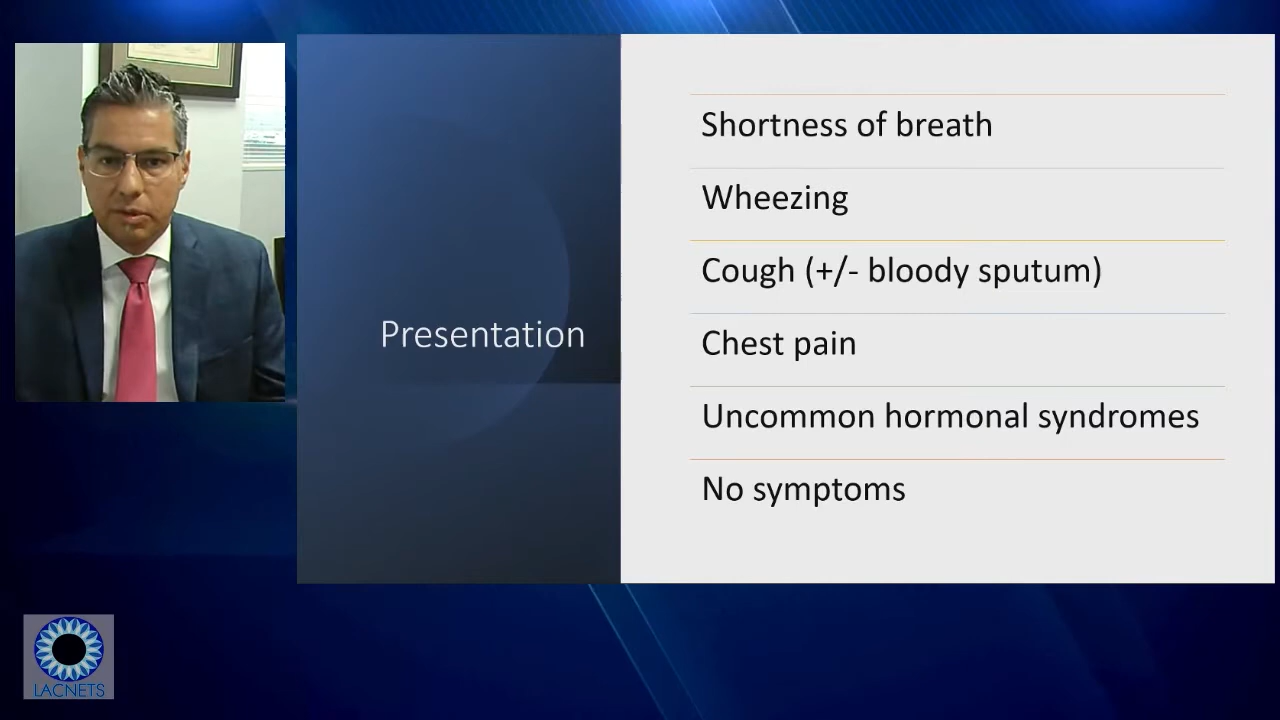 Presentation
Shortness of breath
Wheezing
Cough (+/- bloody sputum)
Chest pain
Uncommon hormonal syndromes
No symptoms
LACNETS